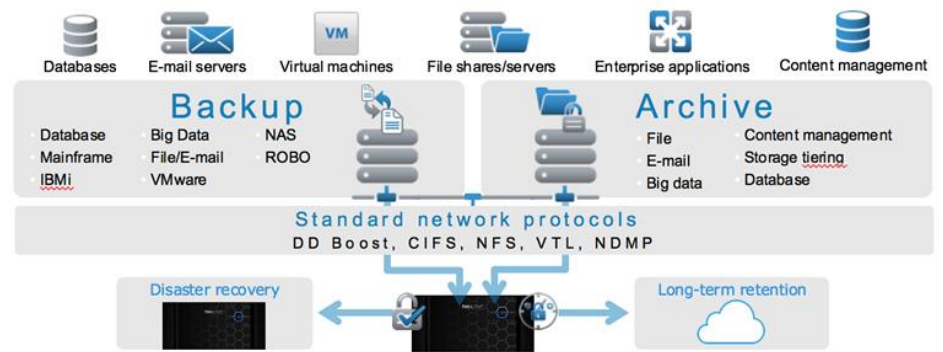 VM
Databases
E-mail servers
Virtual machines
File shares/servers
Enterprise applications
Content management
Backup
Database
Mainframe
IBMi
Big Data
File/E-mail
VMware
NAS
ROBO
Archive
File
E-mail
Big data
Content management
Storage tiering
Database
Standard network protocols
DD Boost, CIFS, NFS, VTL, NDMP
Disaster recovery
Long-term retention